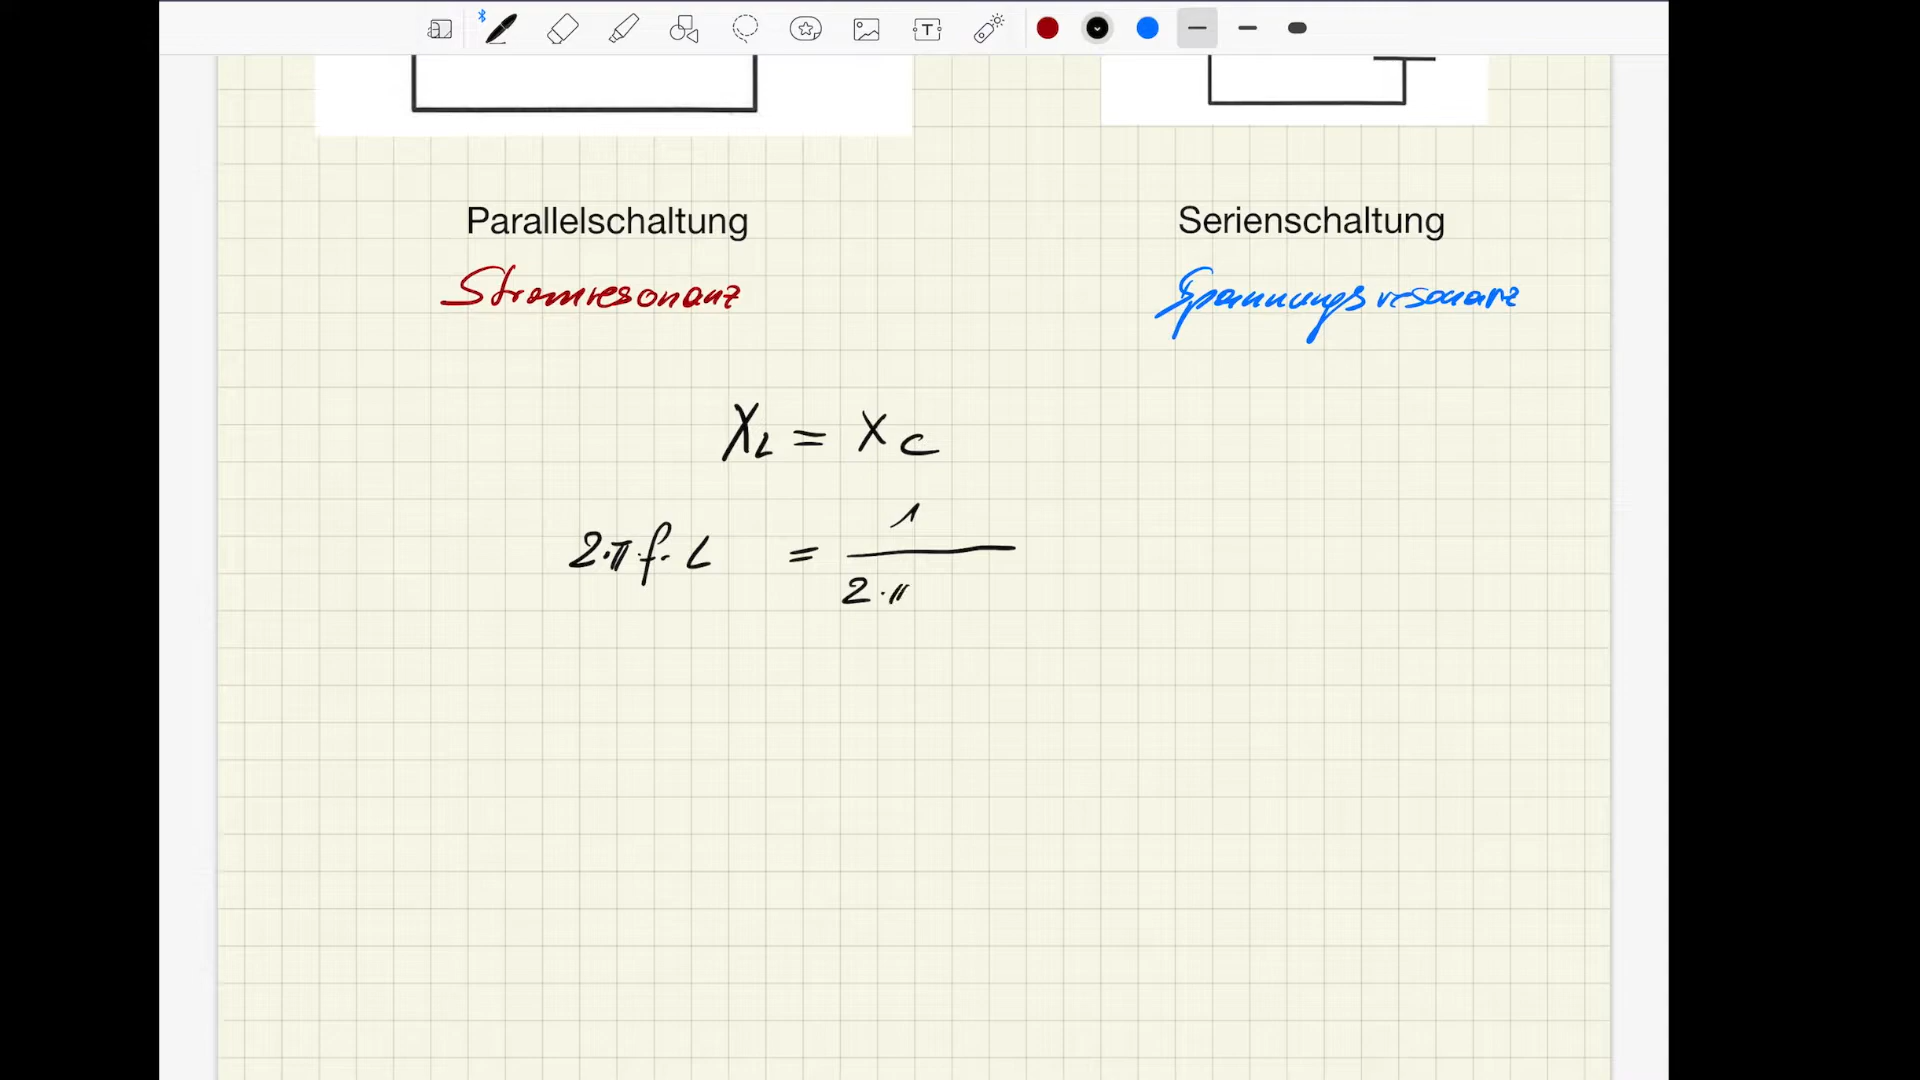 Parallelschaltung
Serienschaltung
Stromresonanz
Spannungsresonanz
X_L = X_C
2·π·f·L = 1
2·π